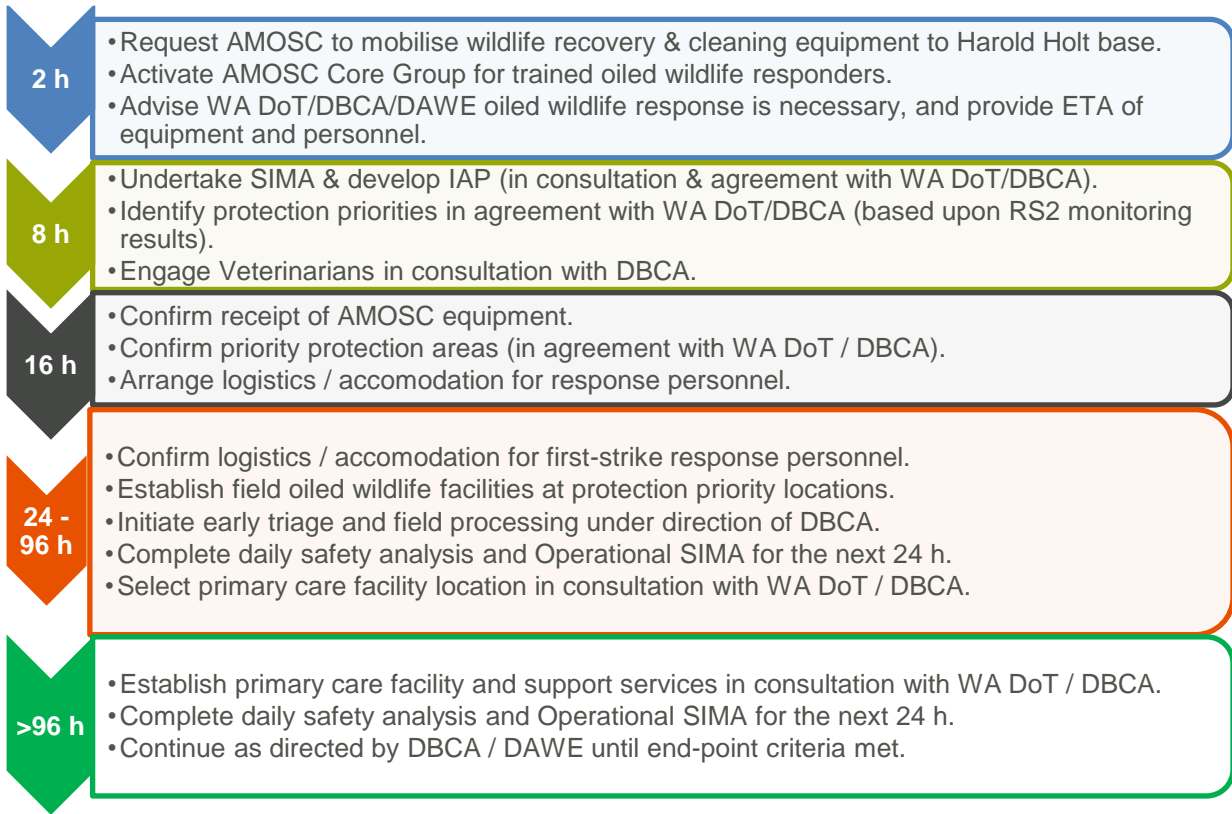 2 h
•Request AMOSC to mobilise wildlife recovery & cleaning equipment to Harold Holt base.
•Activate AMOSC Core Group for trained oiled wildlife responders.
•Advise WA DoT/DBCA/DAWE oiled wildlife response is necessary, and provide ETA of
equipment and personnel.
8 h
•Undertake SIMA & develop IAP (in consultation & agreement with WA DoT/DBCA).
•Identify protection priorities in agreement with WA DoT/DBCA (based upon RS2 monitoring
results).
•Engage Veterinarians in consultation with DBCA.
16 h
•Confirm receipt of AMOSC equipment.
•Confirm priority protection areas (in agreement with WA DoT / DBCA).
•Arrange logistics / accomodation for response personnel.
24 -
96 h
•Confirm logistics / accomodation for first-strike response personnel.
•Establish field oiled wildlife facilities at protection priority locations.
•Initiate early triage and field processing under direction of DBCA.
•Complete daily safety analysis and Operational SIMA for the next 24 h.
•Select primary care facility location in consultation with WA DoT / DBCA.
>96 h
•Establish primary care facility and support services in consultation with WA DoT / DBCA.
•Complete daily safety analysis and Operational SIMA for the next 24 h.
•Continue as directed by DBCA / DAWE until end-point criteria met.